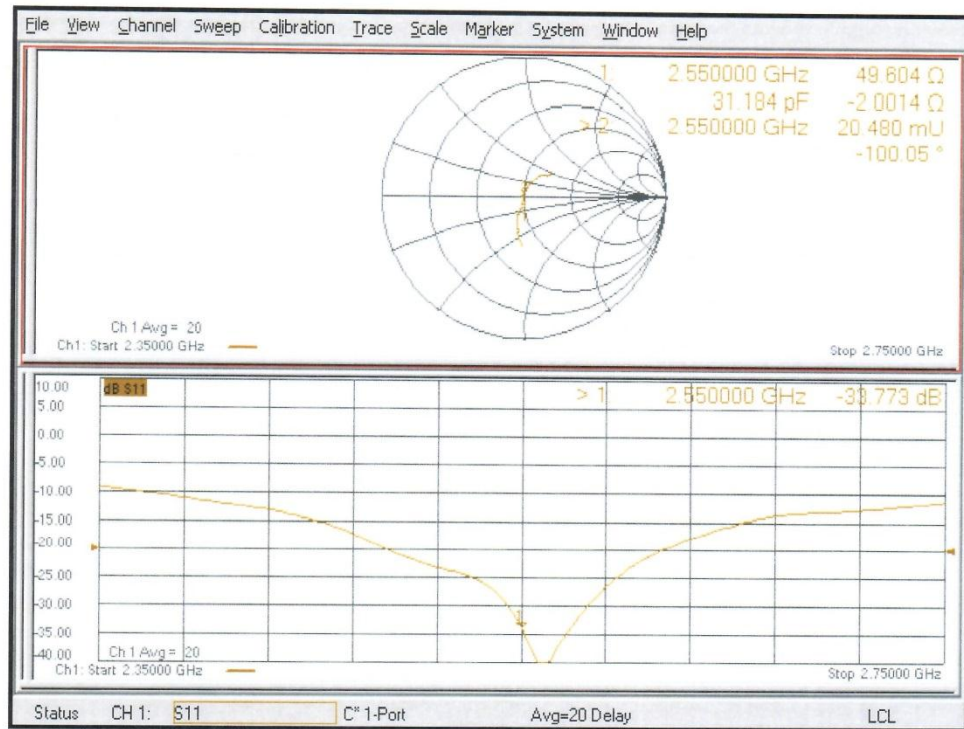 File View Channel Sweep Calibration Trace Scale Marker System Window Help
1 2.550000 GHz 49.604 Ω
31.184 pF -2.0014 Ω
> 2 2.550000 GHz 20.480 mU
-100.05 °
Ch 1 Avg = 20
Ch1: Start 2.35000 GHz Stop 2.75000 GHz
10.00 dB S11 > 1 2.550000 GHz -33.773 dB
5.00
0.00
-5.00
-10.00
-15.00
-20.00
-25.00
-30.00
1
-35.00
-40.00 Ch 1 Avg = 20
Ch1: Start 2.35000 GHz Stop 2.75000 GHz
Status CH 1: S11 C* 1-Port Avg=20 Delay LCL